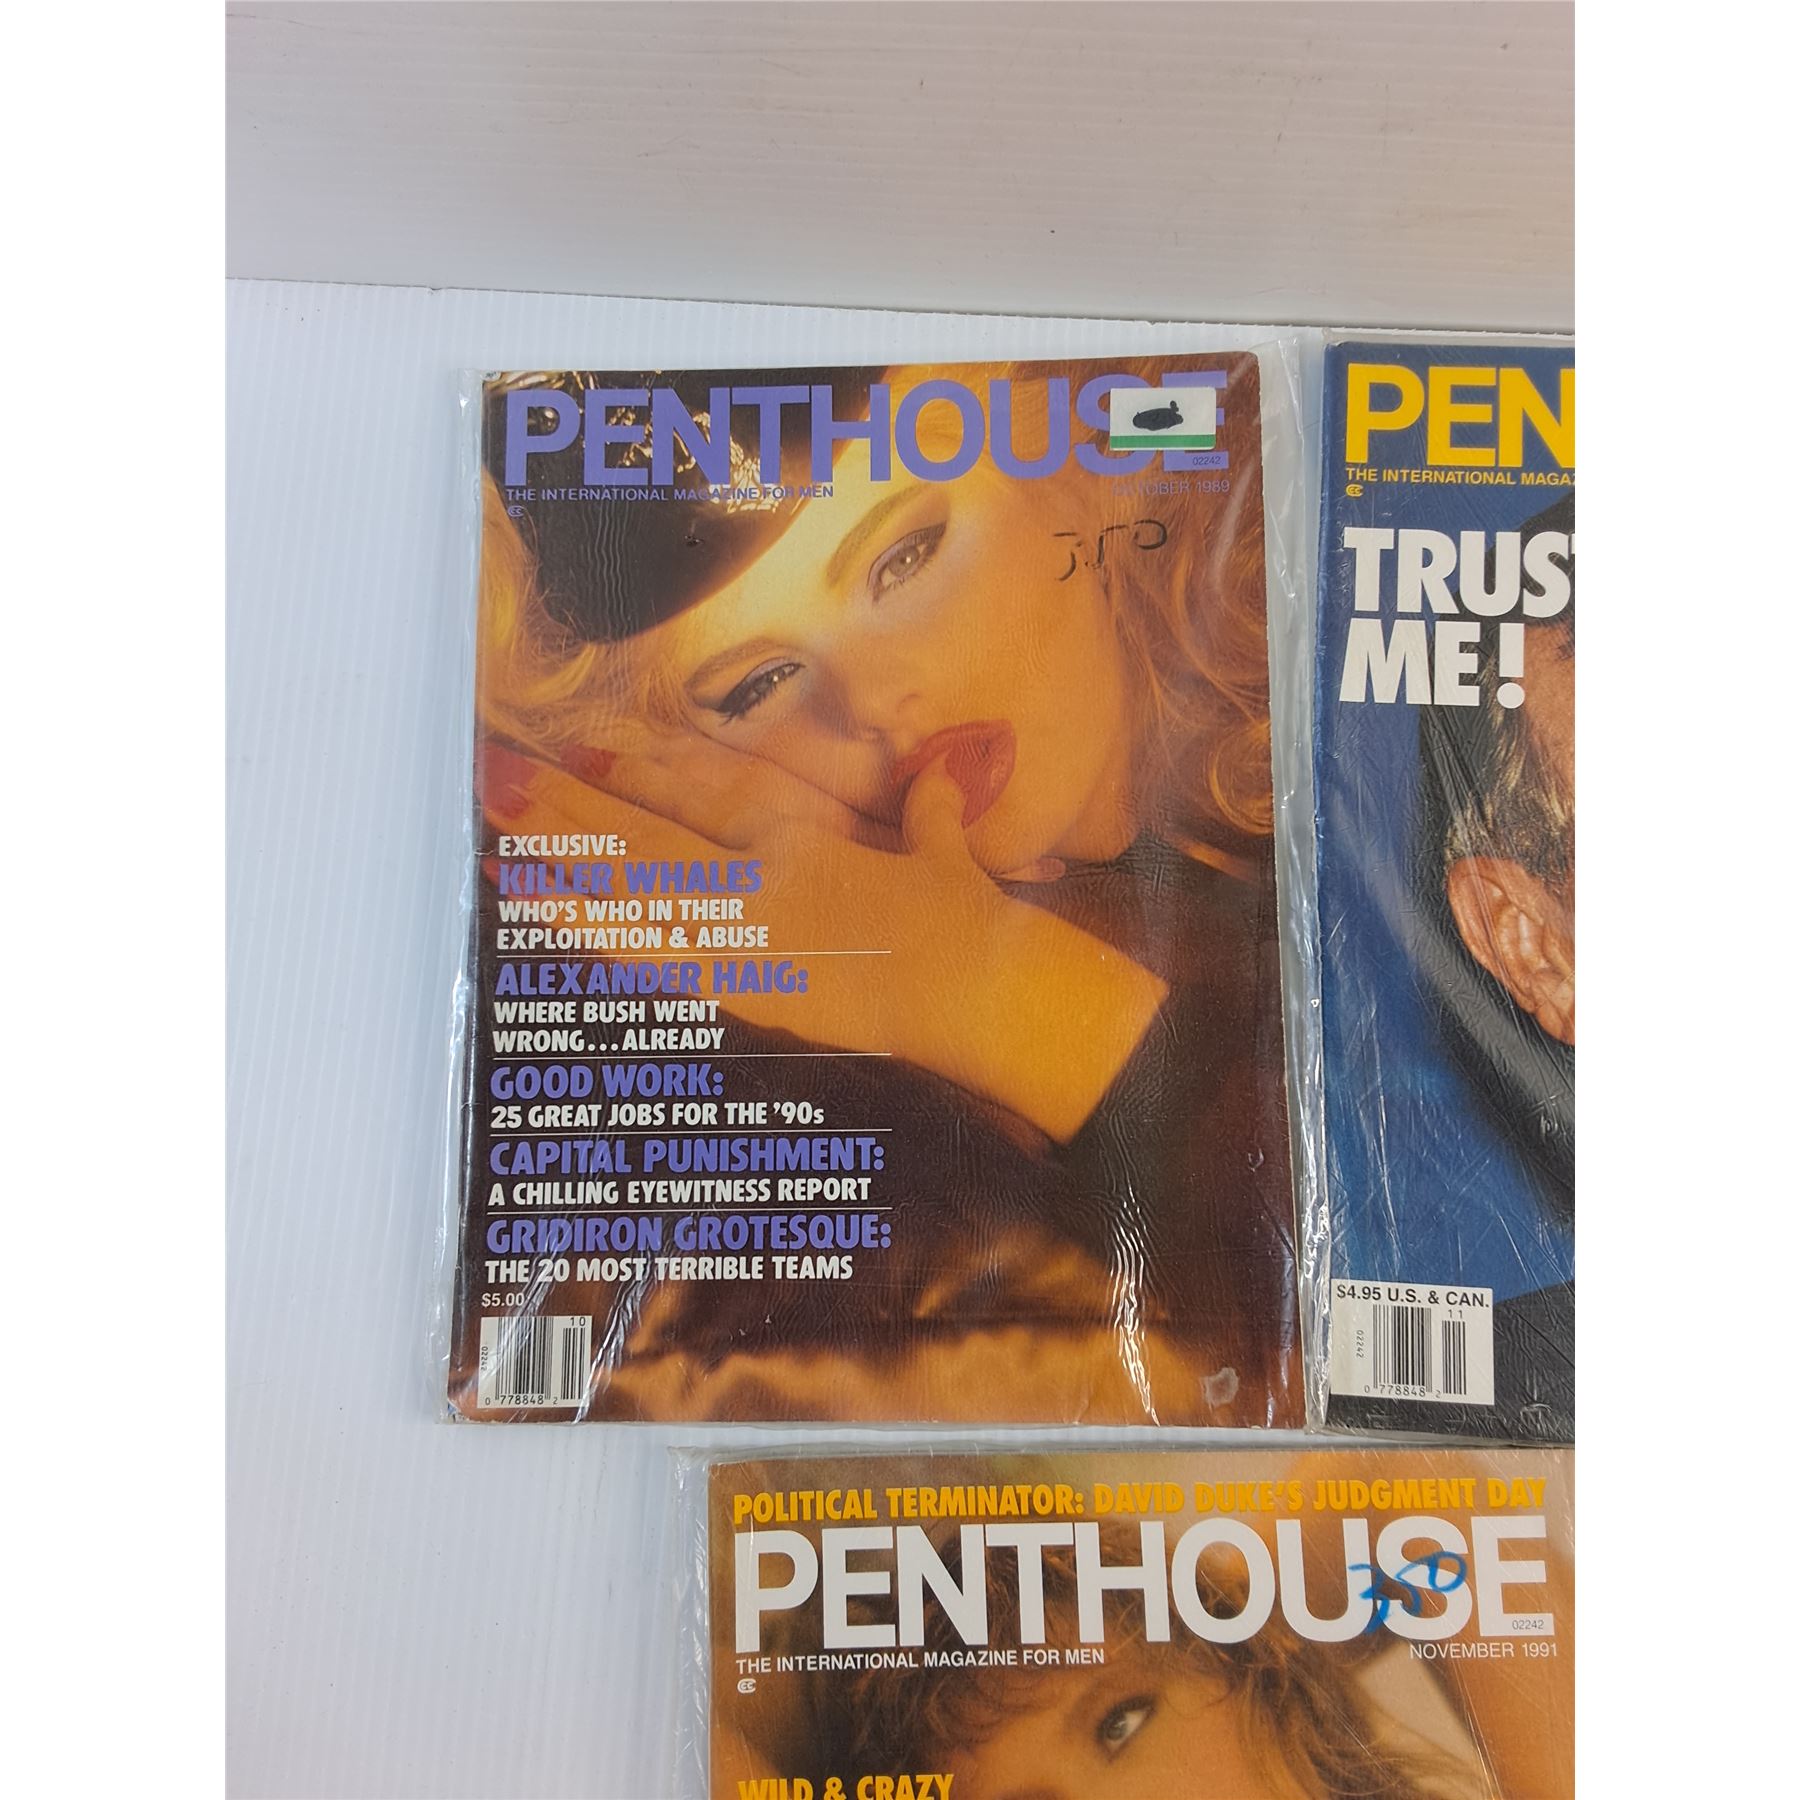 PENTHOUSE
02242
THE INTERNATIONAL MAGAZINE FOR MEN
OCTOBER 1989
350
EXCLUSIVE:
KILLER WHALES
WHO'S WHO IN THEIR
EXPLOITATION & ABUSE
ALEXANDER HAIG:
WHERE BUSH WENT
WRONG...ALREADY
GOOD WORK:
25 GREAT JOBS FOR THE '90s
CAPITAL PUNISHMENT:
A CHILLING EYEWITNESS REPORT
GRIDIRON GROTESQUE:
THE 20 MOST TERRIBLE TEAMS
$5.00
10
02242
0 778848 2
PEN
THE INTERNATIONAL MAGAZ
TRUST
ME!
$4.95 U.S. & CAN.
11
02242
0 778848 2
POLITICAL TERMINATOR: DAVID DUKE'S JUDGMENT DAY
PENTHOUSE
350
02242
THE INTERNATIONAL MAGAZINE FOR MEN
NOVEMBER 1991
WILD & CRAZY